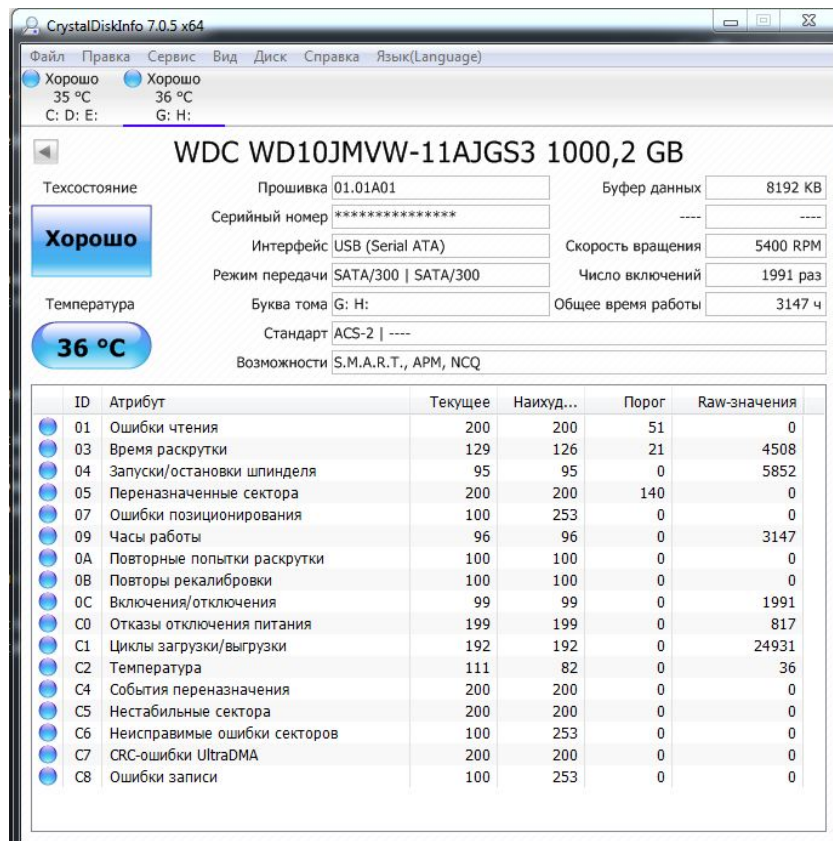 CrystalDiskInfo 7.0.5 x64
Файл Правка Сервис Вид Диск Справка Язык(Language)
Хорошо Хорошо
35 °C 36 °C
C: D: E: G: H:
WDC WD10JMVW-11AJGS3 1000,2 GB
Техсостояние Прошивка 01.01A01 Буфер данных 8192 KB
Хорошо Серийный номер *************** ---- ----
Интерфейс USB (Serial ATA) Скорость вращения 5400 RPM
Режим передачи SATA/300 | SATA/300 Число включений 1991 раз
Температура Буква тома G: H: Общее время работы 3147 ч
36 °C Стандарт ACS-2 | ----
Возможности S.M.A.R.T., APM, NCQ
ID Атрибут Текущее Наихуд... Порог Raw-значения
01 Ошибки чтения 200 200 51 0
03 Время раскрутки 129 126 21 4508
04 Запуски/остановки шпинделя 95 95 0 5852
05 Переназначенные сектора 200 200 140 0
07 Ошибки позиционирования 100 253 0 0
09 Часы работы 96 96 0 3147
0A Повторные попытки раскрутки 100 100 0 0
0B Повторы рекалибровки 100 100 0 0
0C Включения/отключения 99 99 0 1991
C0 Отказы отключения питания 199 199 0 817
C1 Циклы загрузки/выгрузки 192 192 0 24931
C2 Температура 111 82 0 36
C4 События переназначения 200 200 0 0
C5 Нестабильные сектора 200 200 0 0
C6 Неисправимые ошибки секторов 100 253 0 0
C7 CRC-ошибки UltraDMA 200 200 0 0
C8 Ошибки записи 100 253 0 0